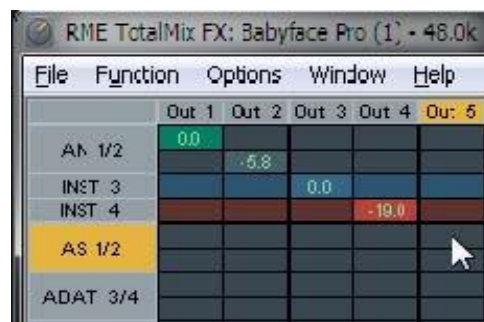 RME TotalMix FX: Babyface Pro (1) - 48.0k
File Function Options Window Help
Out 1 Out 2 Out 3 Out 4 Out 5
AN 1/2 0.0
-5.8
INST 3 0.0
INST 4 -19.0
AS 1/2
ADAT 3/4